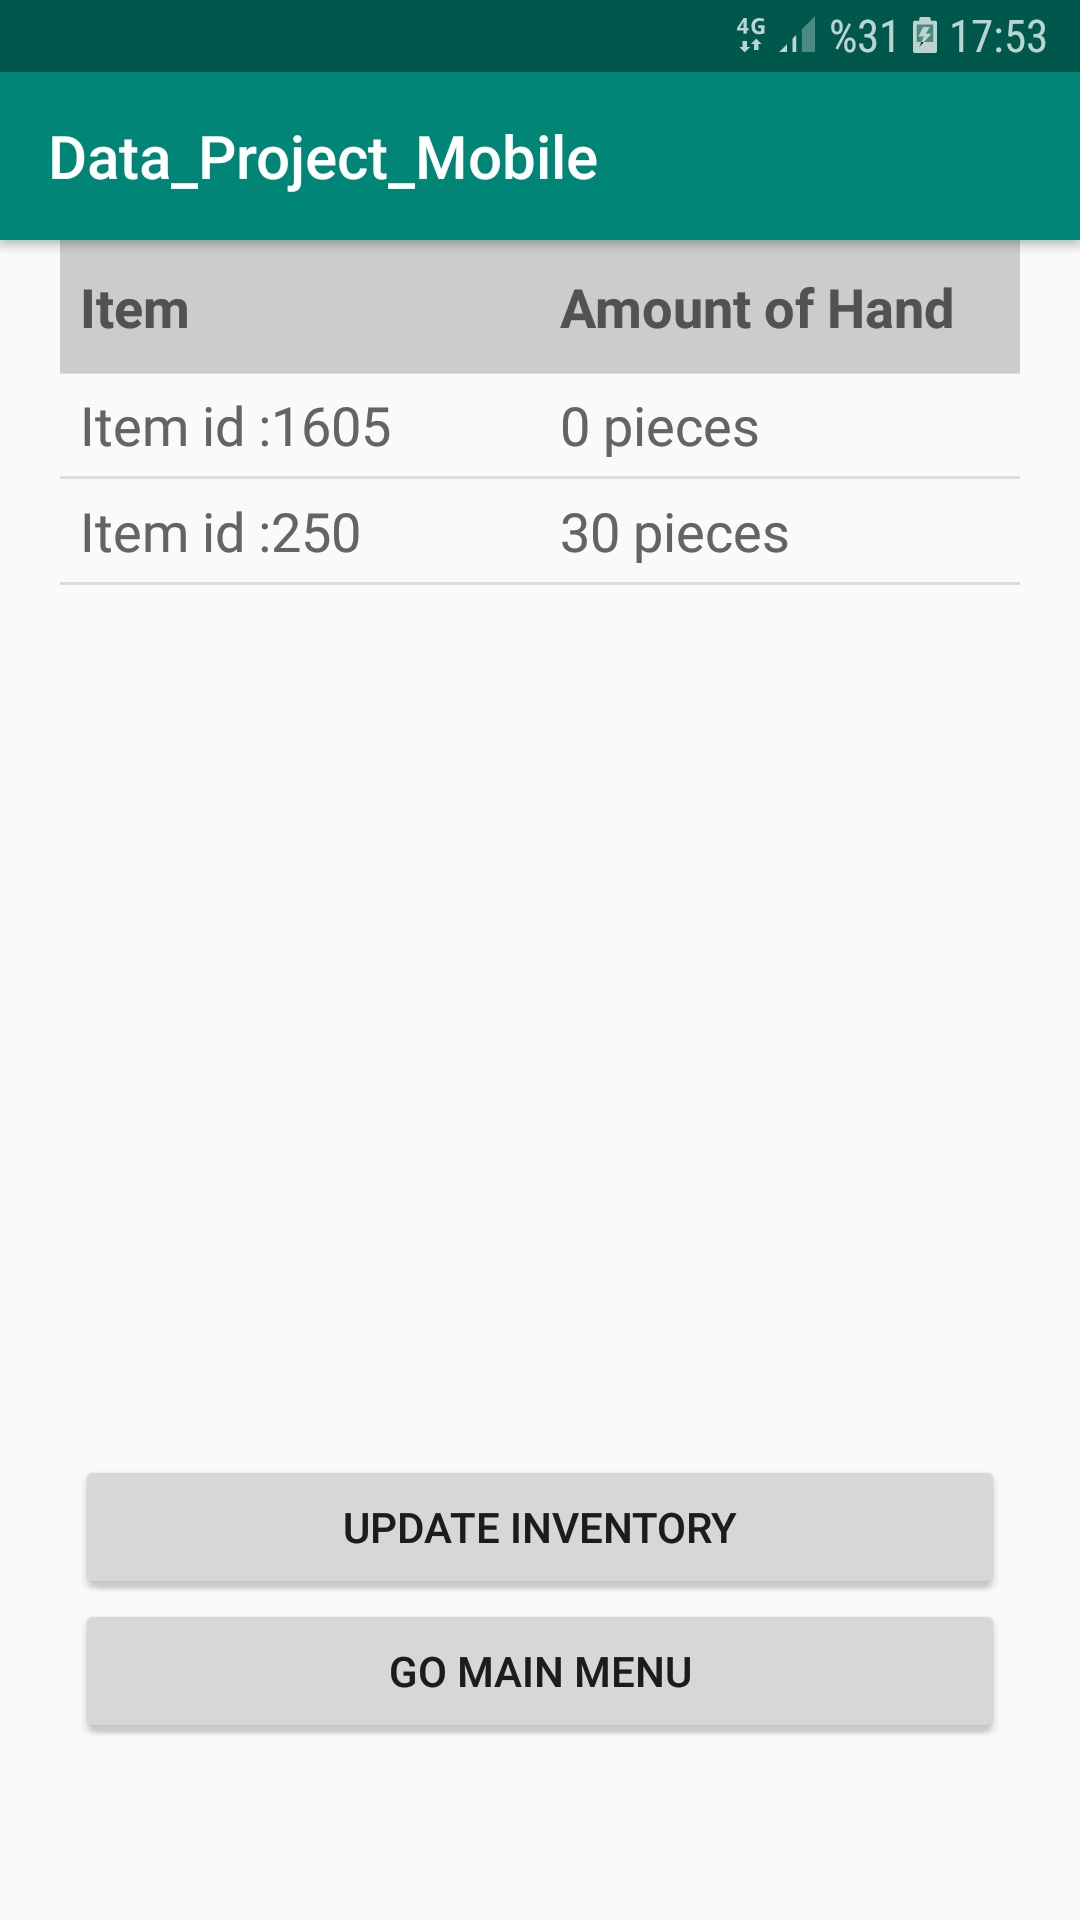 4G %31 17:53
Data_Project_Mobile
Item Amount of Hand
Item id :1605 0 pieces
Item id :250 30 pieces
UPDATE INVENTORY
GO MAIN MENU